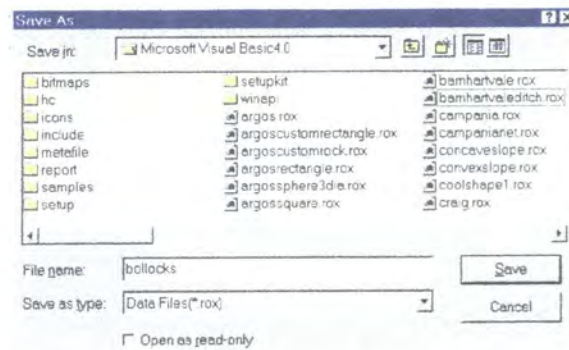 Save As
Save in: Microsoft Visual Basic4.0
bitmaps setupkit barnhartvale.rox
hc winapi barnhartvaleditch.rox
icons argos.rox campania.rox
include argoscustomrectangle.rox campanianet.rox
metafile argoscustomrock.rox concaveslope.rox
report argosrectangle.rox convexslope.rox
samples argossphere3dia.rox coolshape1.rox
setup argossquare.rox craig.rox
File name: bollocks Save
Save as type: Data Files(*.rox) Cancel
Open as read-only